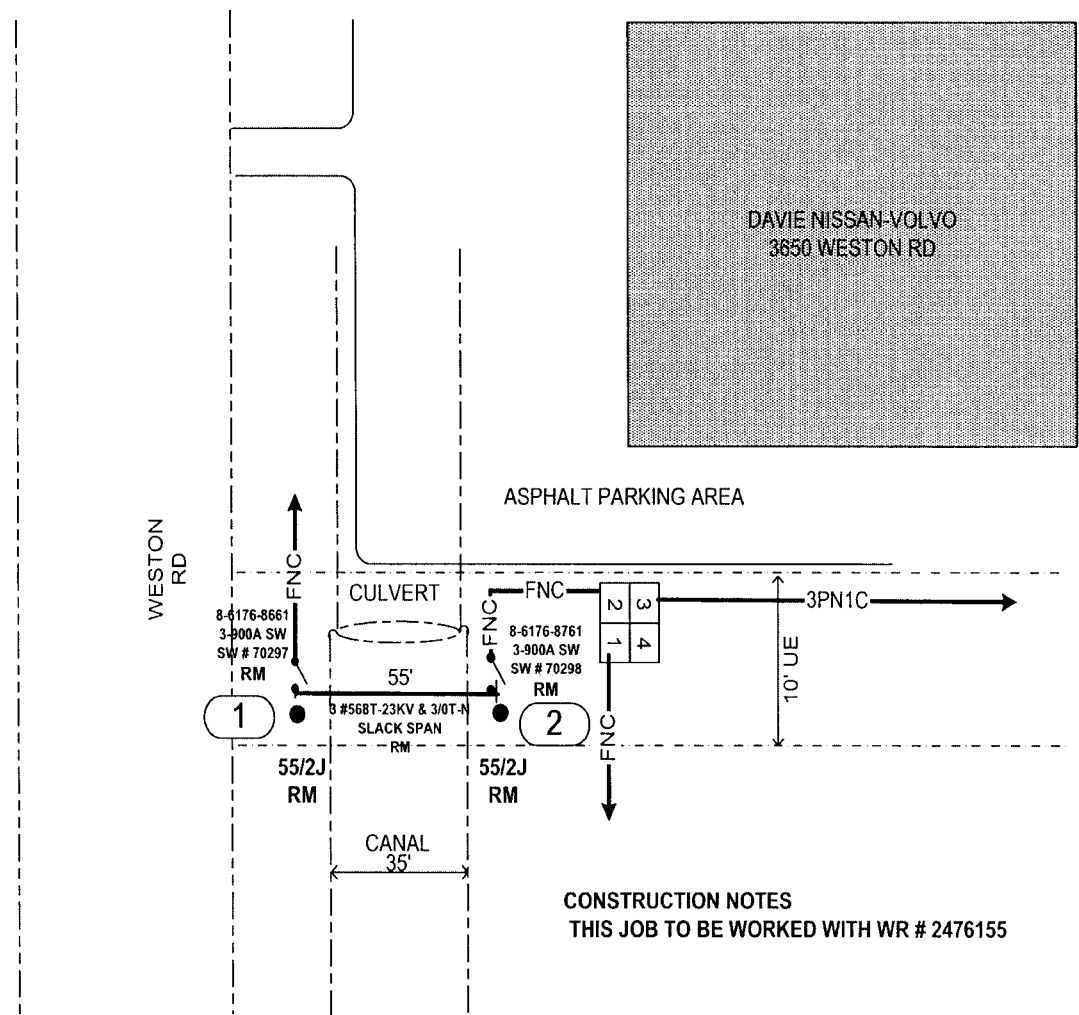 DAVIE NISSAN-VOLVO
3650 WESTON RD
ASPHALT PARKING AREA
WESTON
RD
FNC
CULVERT
FNC
FNC
2
3
1
4
3PN1C
8-6176-8661
3-900A SW
SW # 70297
RM
8-6176-8761
3-900A SW
SW # 70298
RM
10' UE
55'
1
3 #568T-23KV & 3/0T-N
SLACK SPAN
RM
2
FNC
55/2J
RM
55/2J
RM
CANAL
35'
CONSTRUCTION NOTES
THIS JOB TO BE WORKED WITH WR # 2476155